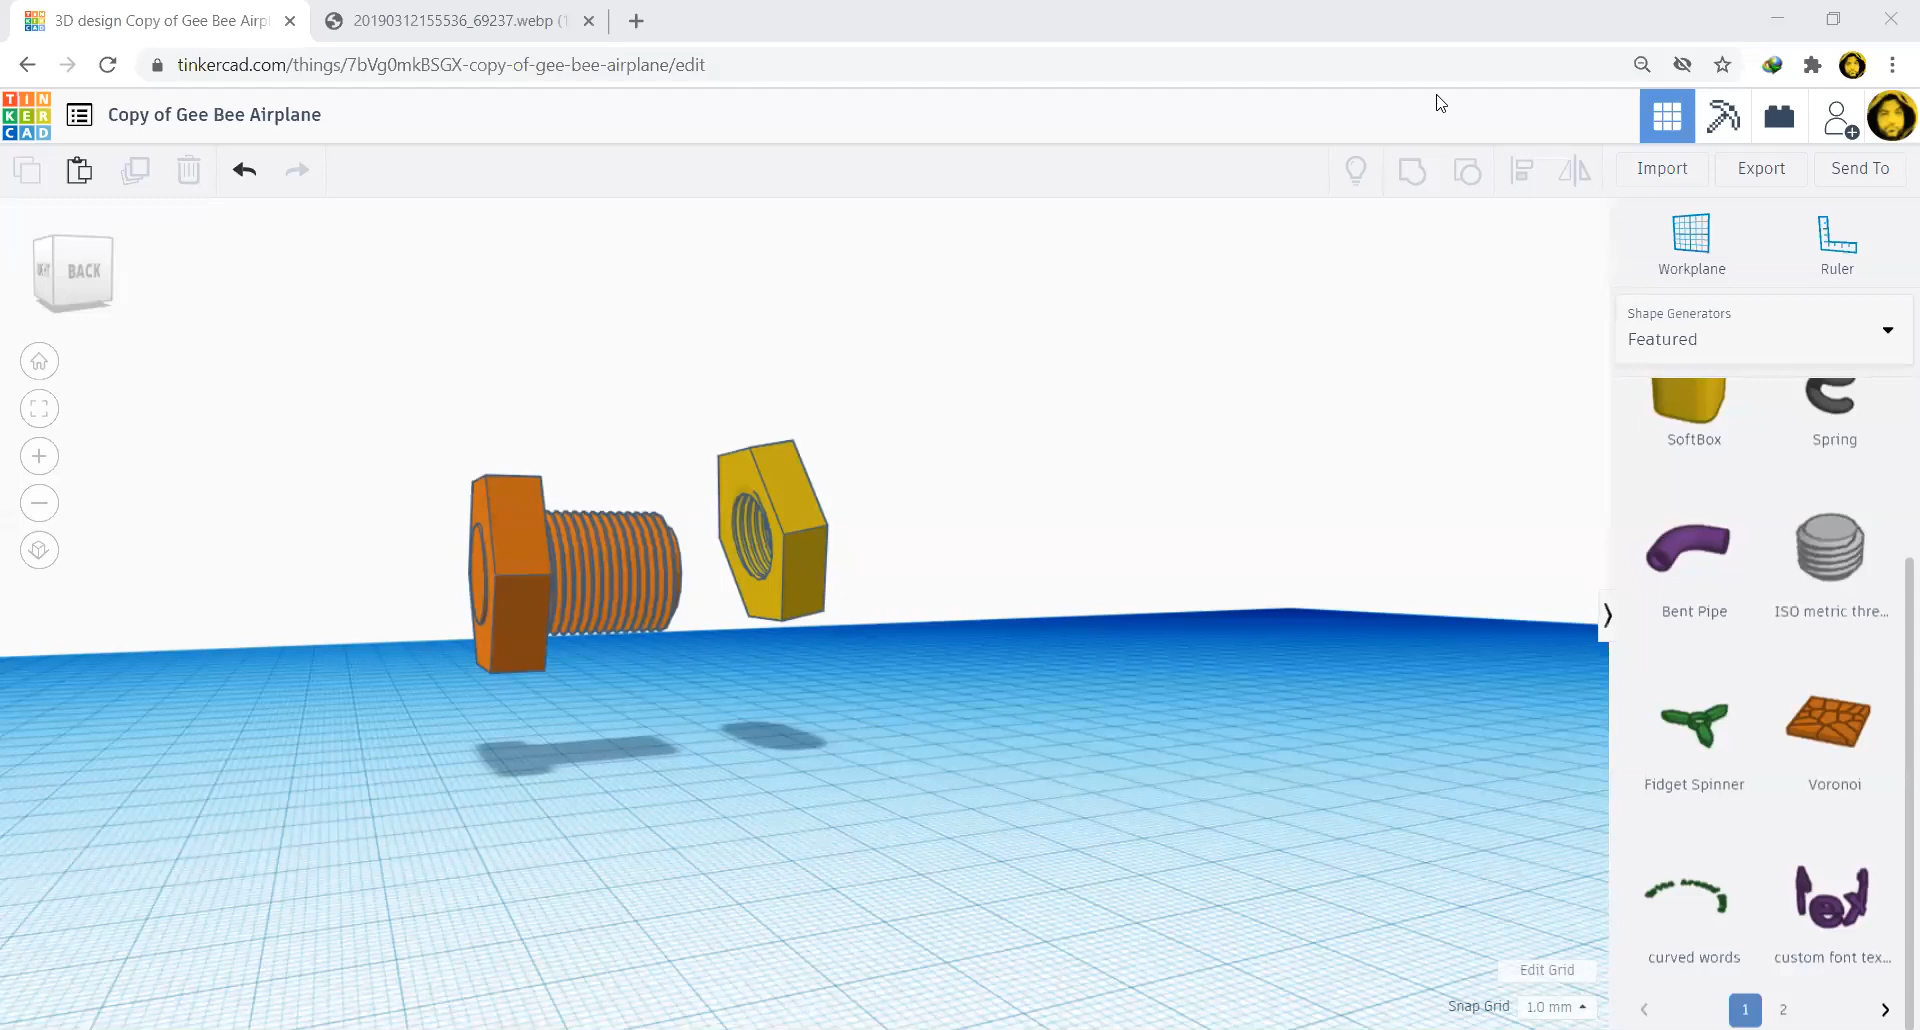 3D design Copy of Gee Bee Airpl
20190312155536_69237.webp (1
tinkercad.com/things/7bVg0mkBSGX-copy-of-gee-bee-airplane/edit
TIN
KER
CAD
Copy of Gee Bee Airplane
Import
Export
Send To
BACK
Workplane
Ruler
Shape Generators
Featured
SoftBox
Spring
Bent Pipe
ISO metric thre...
Fidget Spinner
Voronoi
curved words
custom font tex...
Edit Grid
Snap Grid 1.0 mm
1 2